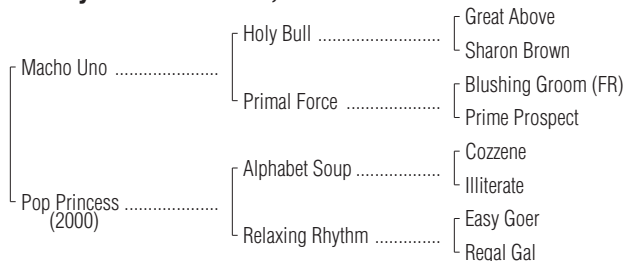 Great Above
Holy Bull
Sharon Brown
Macho Uno
Blushing Groom (FR)
Primal Force
Prime Prospect
Cozzene
Alphabet Soup
Illiterate
Pop Princess
(2000)
Easy Goer
Relaxing Rhythm
Regal Gal